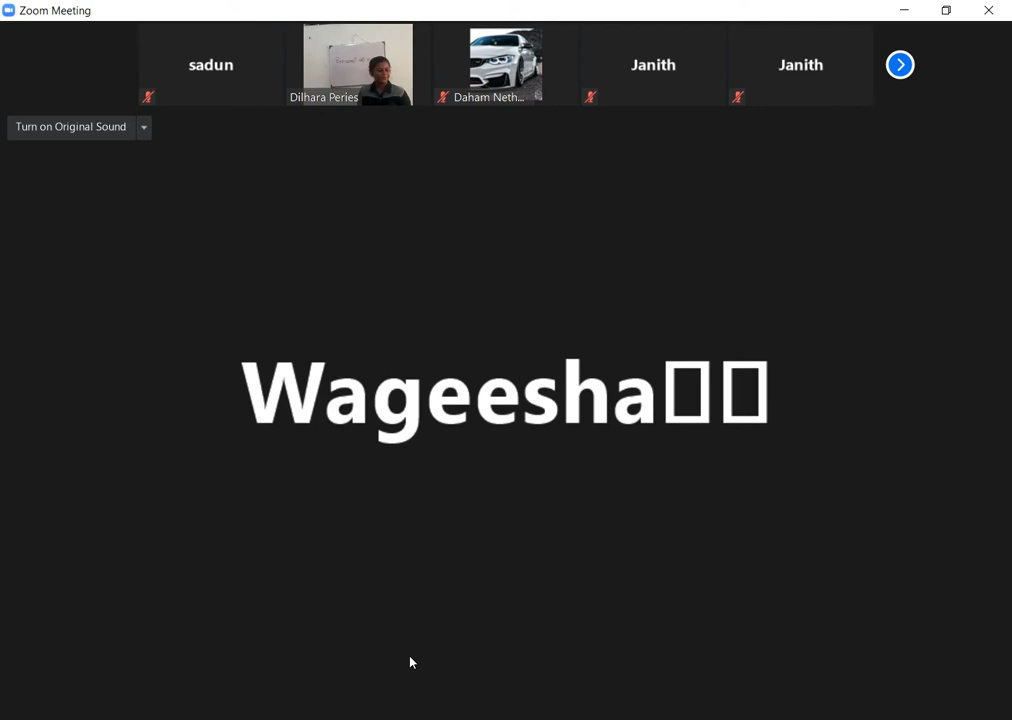 Zoom Meeting
sadun
Dilhara Peries
Daham Neth...
Janith
Janith
Turn on Original Sound
Wageesha